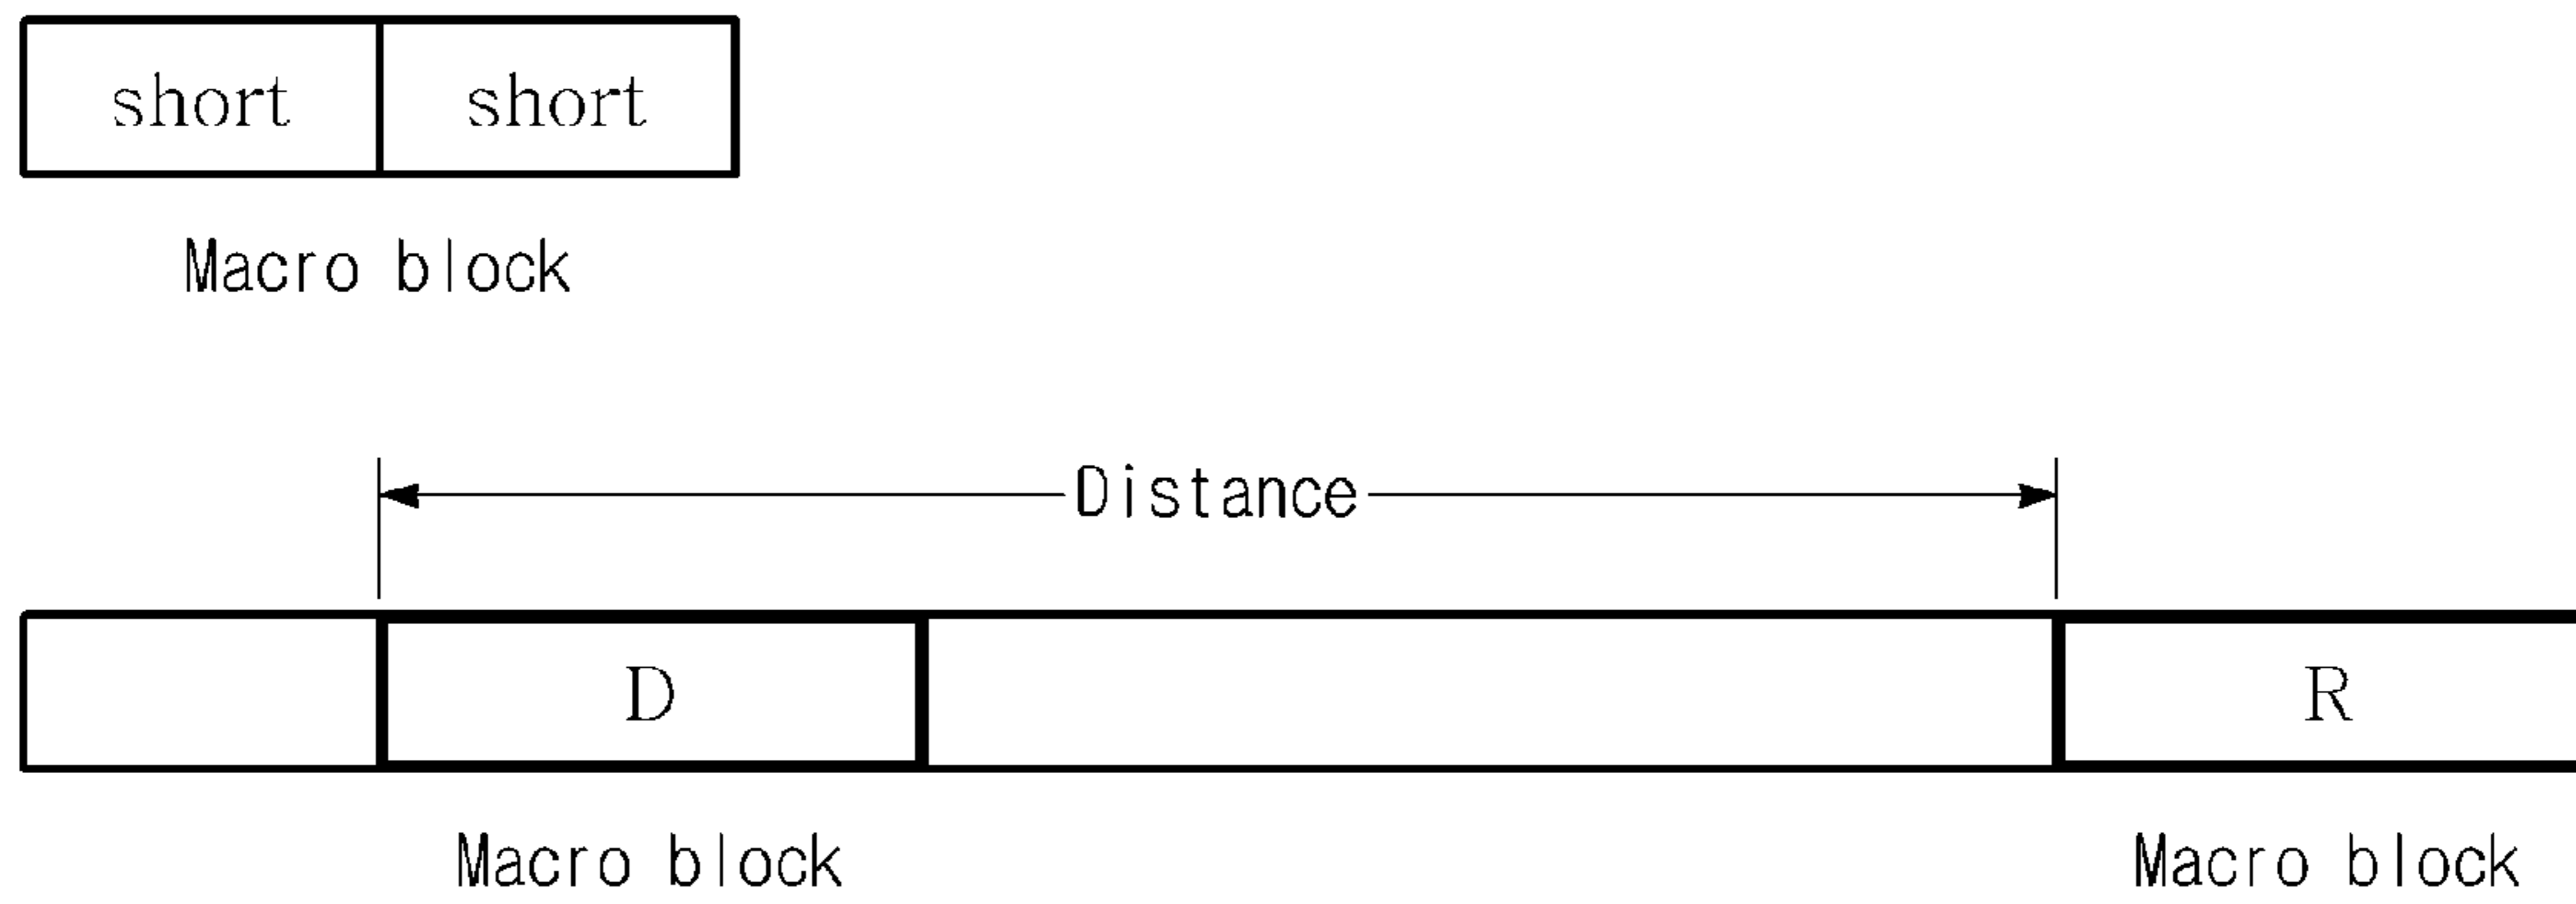 short short
Macro block
Distance
D R
Macro block Macro block